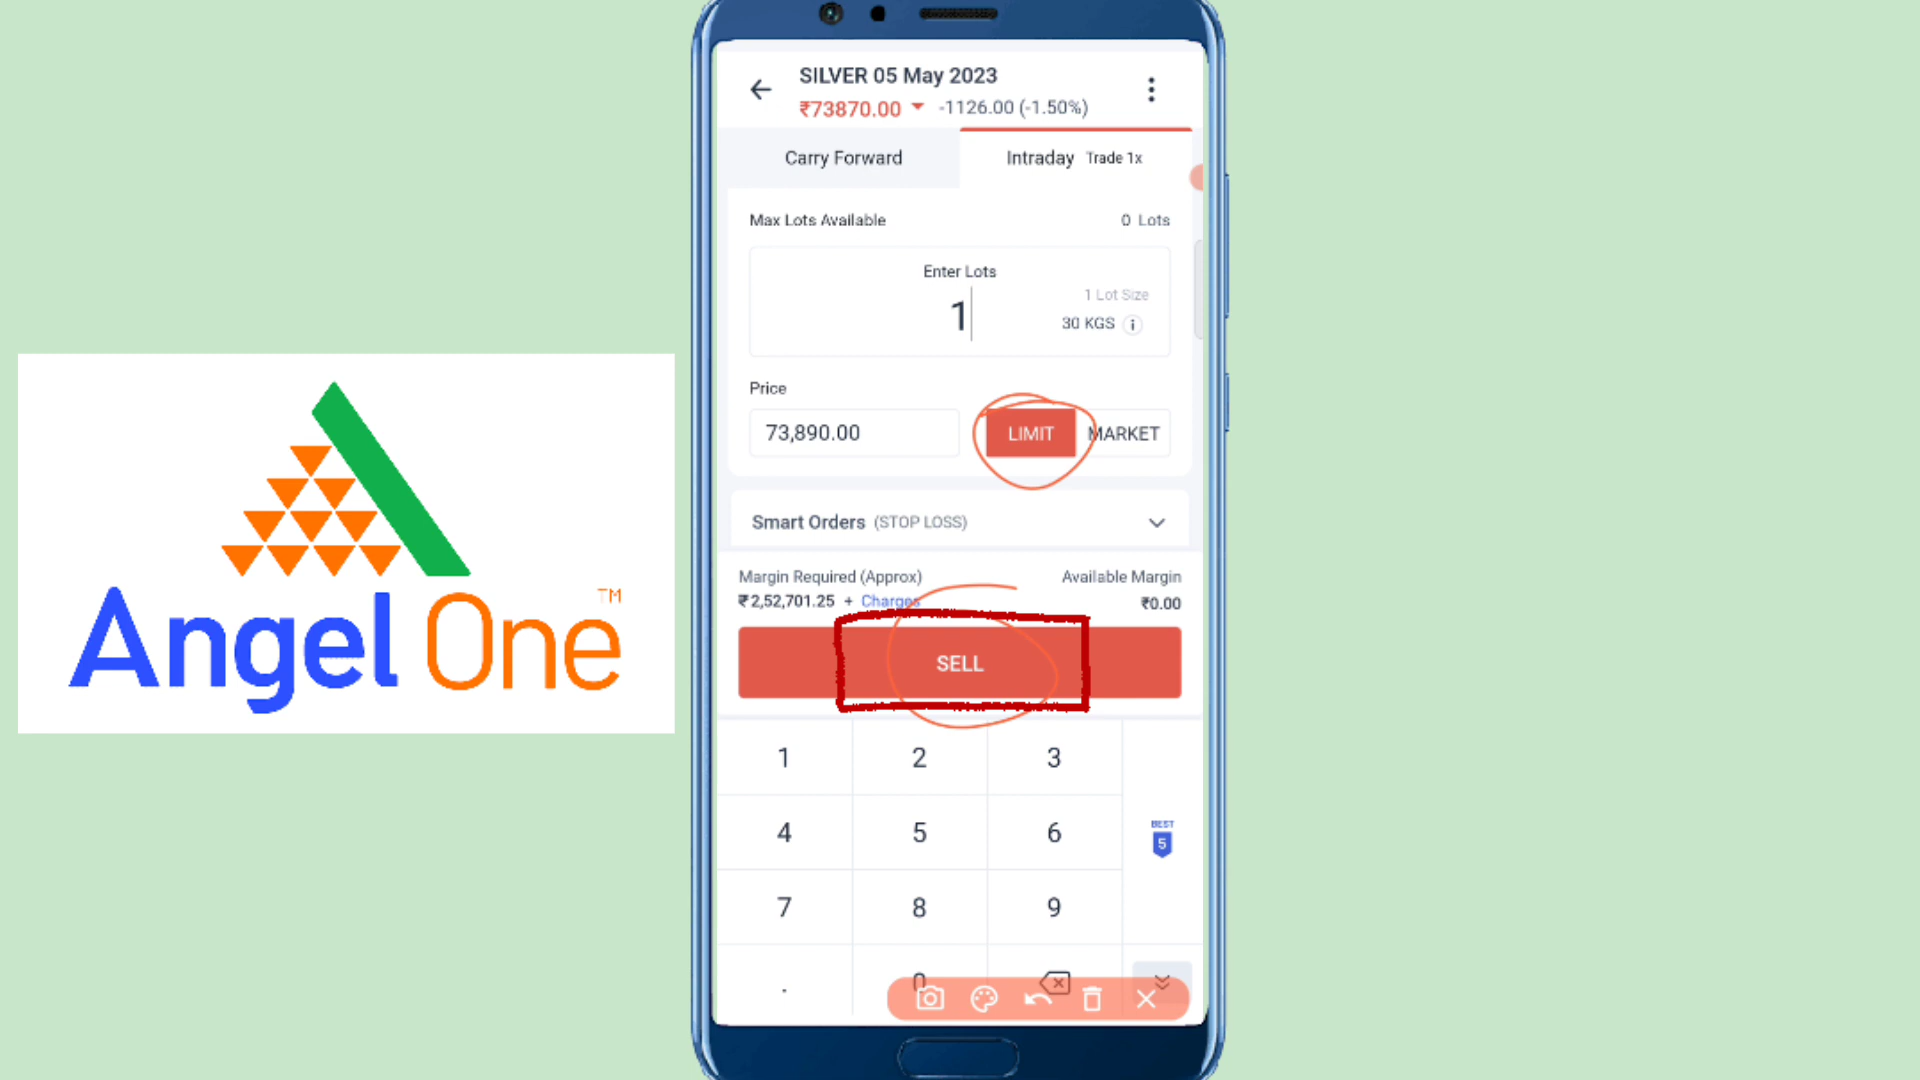 SILVER 05 May 2023
₹73870.00 -1126.00 (-1.50%)
Carry Forward
Intraday Trade 1x
Max Lots Available
0 Lots
Enter Lots
1
1 Lot Size
30 KGS i
Price
73,890.00
LIMIT
MARKET
Smart Orders (STOP LOSS)
Margin Required (Approx)
₹2,52,701.25 + Charges
Available Margin
₹0.00
SELL
1 2 3
4 5 6
BEST
5
7 8 9
. 0
Angel One
TM